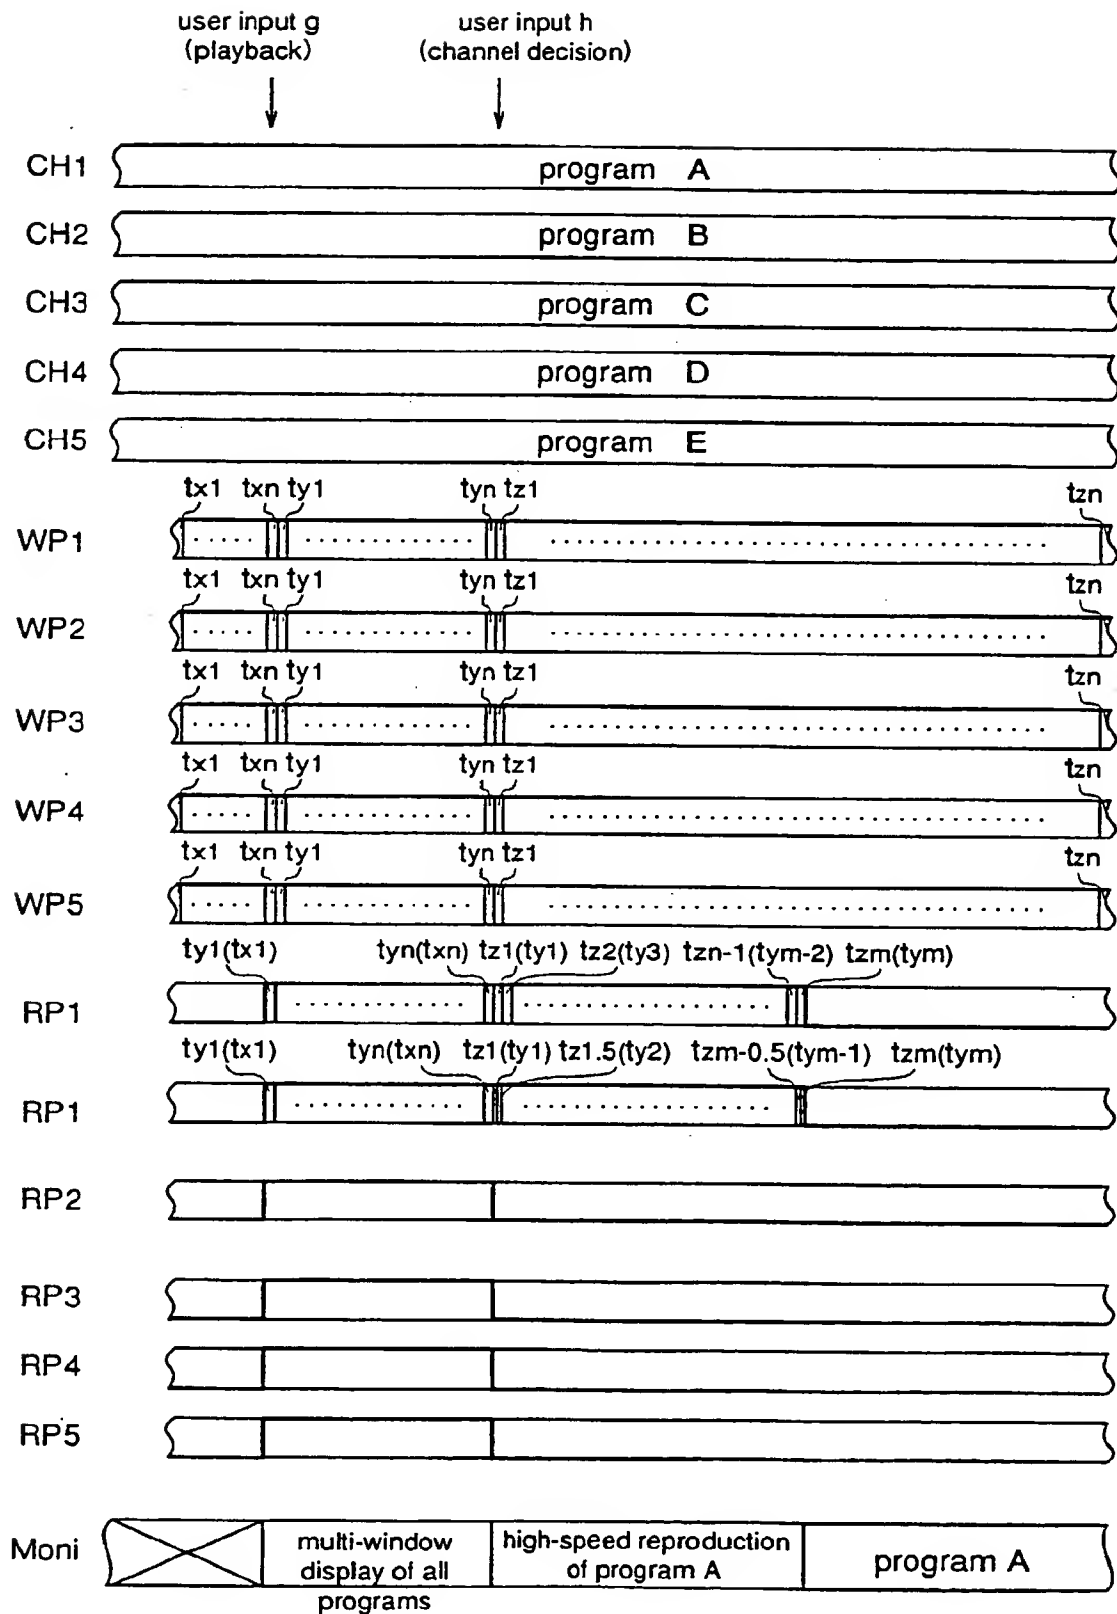 user input g user input h
(playback) (channel decision)
CH1 program A
CH2 program B
CH3 program C
CH4 program D
CH5 program E
tx1 txn ty1 tyn tz1 tzn
WP1
tx1 txn ty1 tyn tz1 tzn
WP2
tx1 txn ty1 tyn tz1 tzn
WP3
tx1 txn ty1 tyn tz1 tzn
WP4
tx1 txn ty1 tyn tz1 tzn
WP5
ty1(tx1) tyn(txn) tz1(ty1) tz2(ty3) tzn-1(tym-2) tzm(tym)
RP1
ty1(tx1) tyn(txn) tz1(ty1) tz1.5(ty2) tzm-0.5(tym-1) tzm(tym)
RP1
RP2
RP3
RP4
RP5
Moni multi-window high-speed reproduction program A
display of all of program A
programs